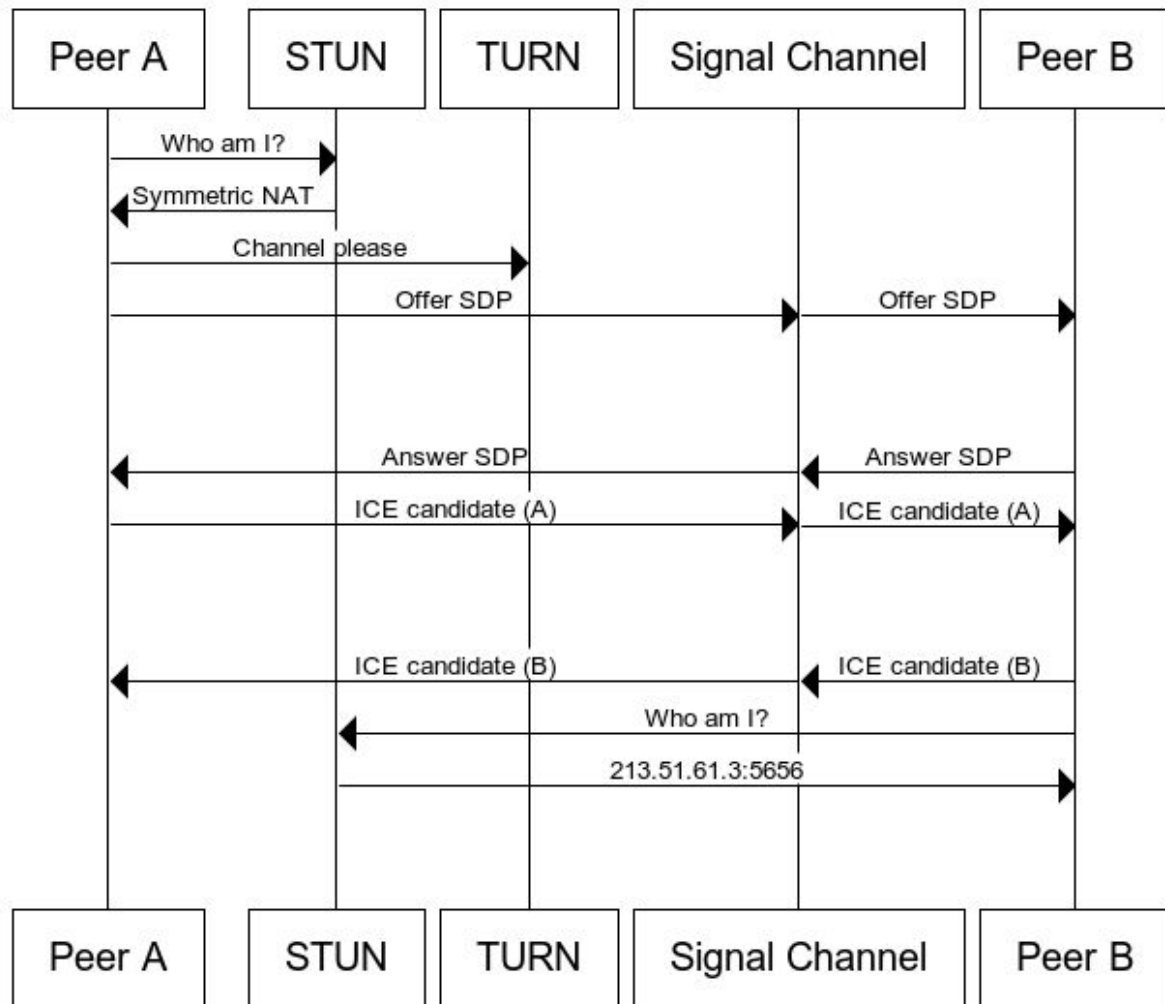 Peer A
STUN
TURN
Signal Channel
Peer B
Who am I?
Symmetric NAT
Channel please
Offer SDP
Offer SDP
Answer SDP
Answer SDP
ICE candidate (A)
ICE candidate (A)
ICE candidate (B)
ICE candidate (B)
Who am I?
213.51.61.3:5656
Peer A
STUN
TURN
Signal Channel
Peer B